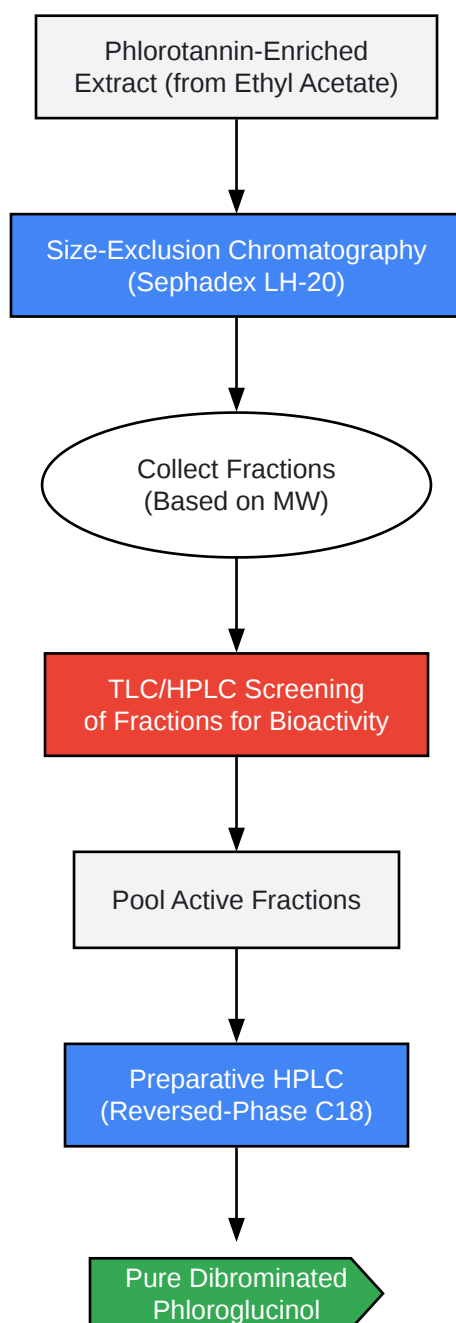 Phlorotannin-Enriched
Extract (from Ethyl Acetate)
Size-Exclusion Chromatography
(Sephadex LH-20)
Collect Fractions
(Based on MW)
TLC/HPLC Screening
of Fractions for Bioactivity
Pool Active Fractions
Preparative HPLC
(Reversed-Phase C18)
Pure Dibrominated
Phloroglucinol